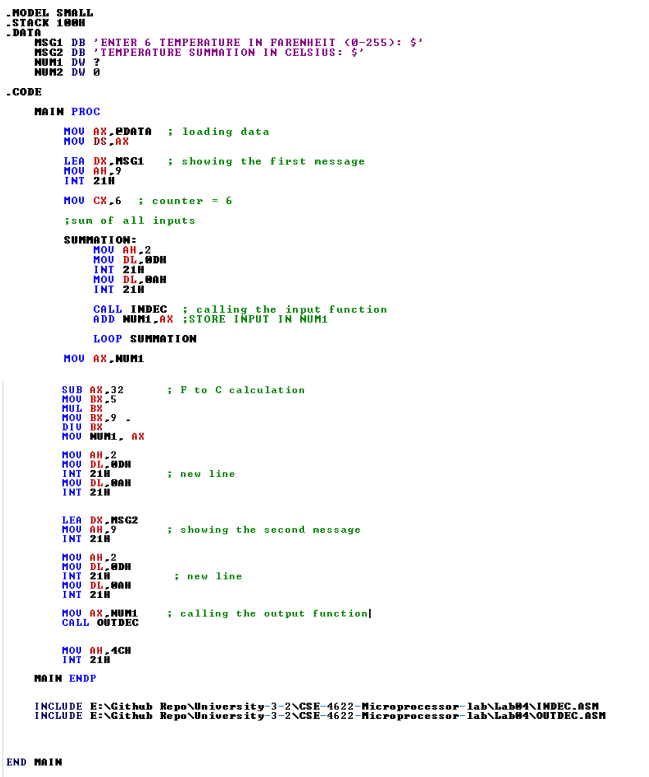 .MODEL SMALL
.STACK 100H
.DATA
MSG1 DB 'ENTER 6 TEMPERATURE IN FARENHEIT (0-255): $'
MSG2 DB 'TEMPERATURE SUMMATION IN CELSIUS: $'
NUM1 DW ?
NUM2 DW 0
.CODE
MAIN PROC
MOV AX,@DATA ; loading data
MOV DS,AX
LEA DX,MSG1 ; showing the first message
MOV AH,9
INT 21H
MOV CX,6 ; counter = 6
;sum of all inputs
SUMMATION:
MOV AH,2
MOV DL,0DH
INT 21H
MOV DL,0AH
INT 21H
CALL INDEC ; calling the input function
ADD NUM1,AX ;STORE INPUT IN NUM1
LOOP SUMMATION
MOV AX,NUM1
SUB AX,32 ; F to C calculation
MOV BX,5
MUL BX
MOV BX,9 .
DIV BX
MOV NUM1, AX
MOV AH,2
MOV DL,0DH
INT 21H ; new line
MOV DL,0AH
INT 21H
LEA DX,MSG2
MOV AH,9 ; showing the second message
INT 21H
MOV AH,2
MOV DL,0DH
INT 21H ; new line
MOV DL,0AH
INT 21H
MOV AX,NUM1 ; calling the output function
CALL OUTDEC
MOV AH,4CH
INT 21H
MAIN ENDP
INCLUDE E:\Github Repo\University-3-2\CSE-4622-Microprocessor-lab\Lab04\INDEC.ASM
INCLUDE E:\Github Repo\University-3-2\CSE-4622-Microprocessor-lab\Lab04\OUTDEC.ASM
END MAIN